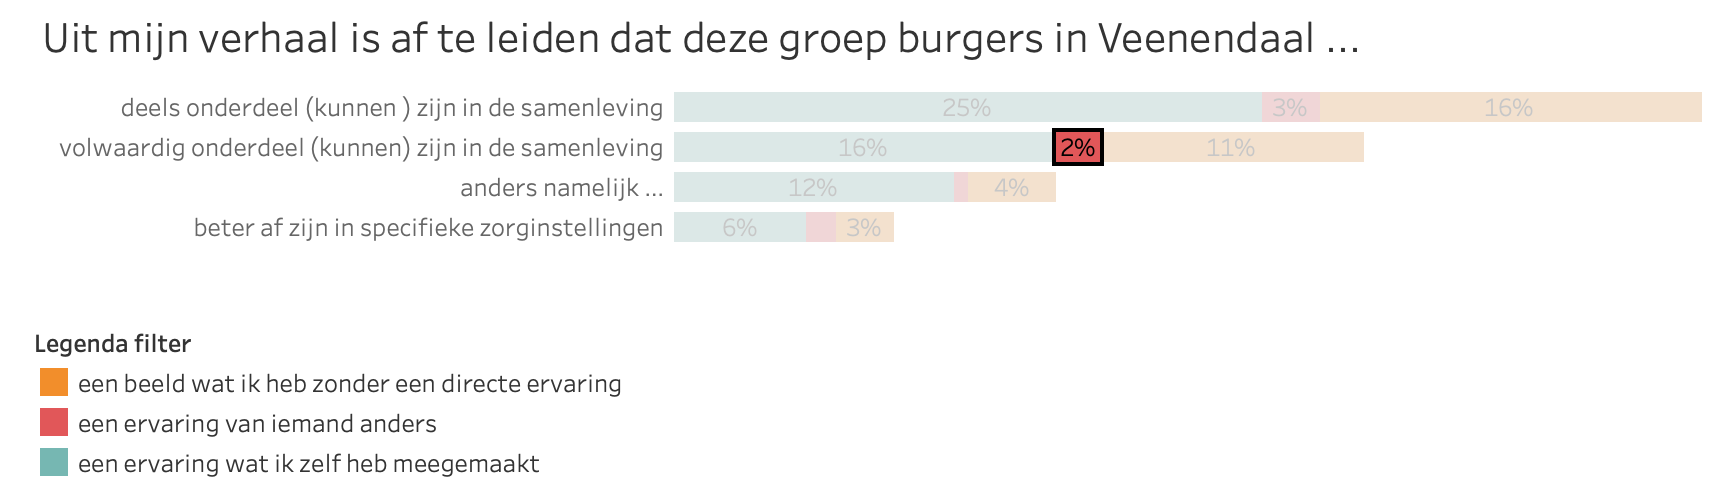 Uit mijn verhaal is af te leiden dat deze groep burgers in Veenendaal ...
deels onderdeel (kunnen ) zijn in de samenleving 25% 3% 16%
volwaardig onderdeel (kunnen) zijn in de samenleving 16% 2% 11%
anders namelijk ... 12% 4%
beter af zijn in specifieke zorginstellingen 6% 3%
Legenda filter
een beeld wat ik heb zonder een directe ervaring
een ervaring van iemand anders
een ervaring wat ik zelf heb meegemaakt